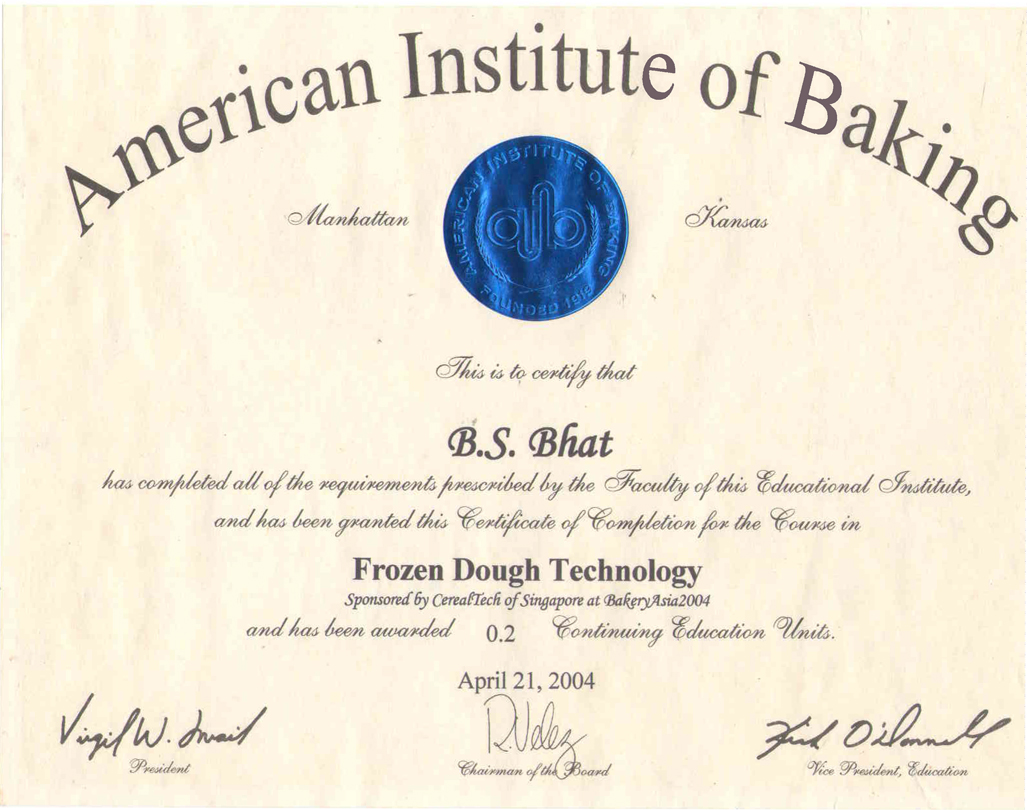 American Institute of Baking
Manhattan
Kansas
AMERICAN INSTITUTE OF BAKING
aib
FOUNDED 1919
This is to certify that
B.S. Bhat
has completed all of the requirements prescribed by the Faculty of this Educational Institute,
and has been granted this Certificate of Completion for the Course in
Frozen Dough Technology
Sponsored by CerealTech of Singapore at BakeryAsia2004
and has been awarded 0.2 Continuing Education Units.
April 21, 2004
Virgil W. Smail
R. Velez
Kirk O'Donnell
President
Chairman of the Board
Vice President, Education